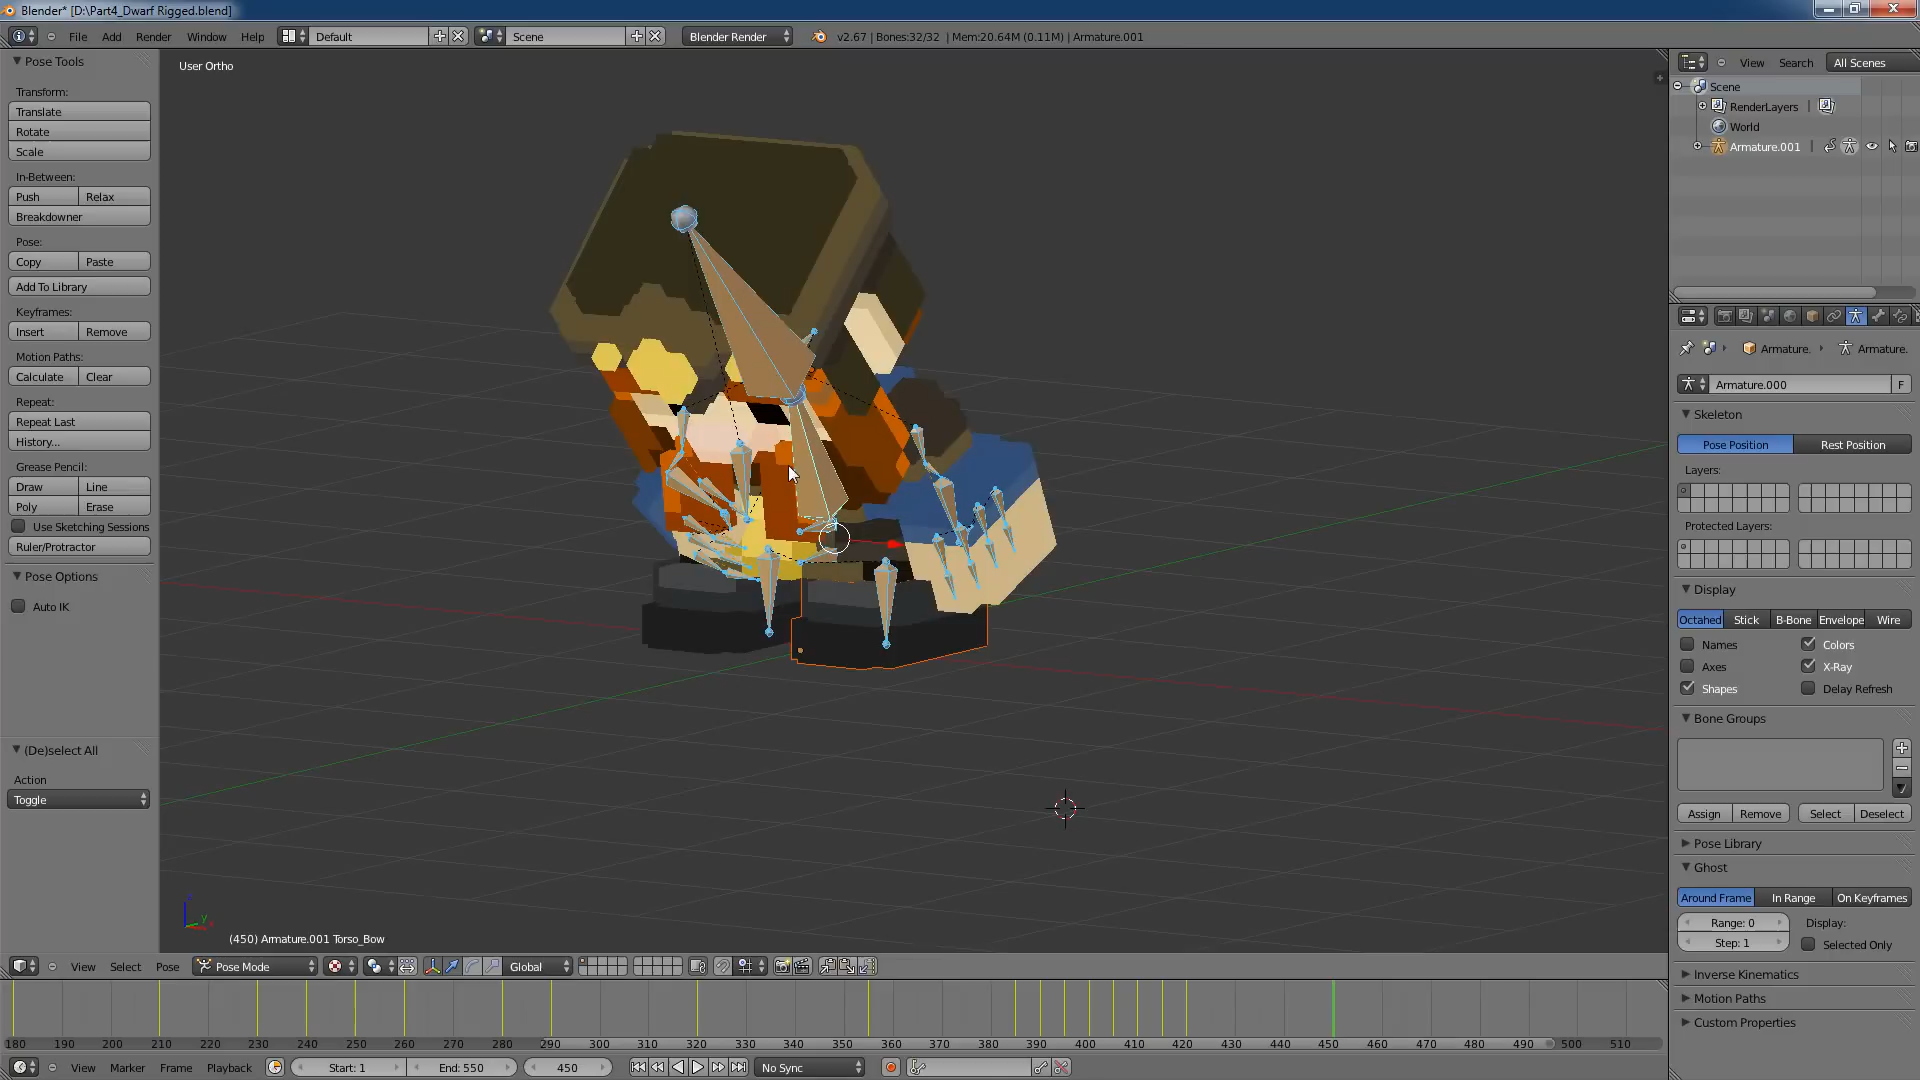 Blender* [D:\Part4_Dwarf Rigged.blend]
File Add Render Window Help Default Scene Blender Render v2.67 | Bones:32/32 | Mem:20.64M (0.11M) | Armature.001
Pose Tools
Transform:
Translate
Rotate
Scale
In-Between:
Push Relax
Breakdowner
Pose:
Copy Paste
Add To Library
Keyframes:
Insert Remove
Motion Paths:
Calculate Clear
Repeat:
Repeat Last
History...
Grease Pencil:
Draw Line
Poly Erase
Use Sketching Sessions
Ruler/Protractor
Pose Options
Auto IK
(De)select All
Action
Toggle
User Ortho
(450) Armature.001 Torso_Bow
View Search All Scenes
Scene
RenderLayers
World
Armature.001
Armature. Armature.
Armature.000 F
Skeleton
Pose Position Rest Position
Layers:
Protected Layers:
Display
Octahed Stick B-Bone Envelope Wire
Names Colors
Axes X-Ray
Shapes Delay Refresh
Bone Groups
Assign Remove Select Deselect
Pose Library
Ghost
Around Frame In Range On Keyframes
Range: 0 Display:
Step: 1 Selected Only
Inverse Kinematics
Motion Paths
Custom Properties
View Select Pose Pose Mode Global
180 190 200 210 220 230 240 250 260 270 280 290 300 310 320 330 340 350 360 370 380 390 400 410 420 430 440 450 460 470 480 490 500 510
View Marker Frame Playback Start: 1 End: 550 450 No Sync